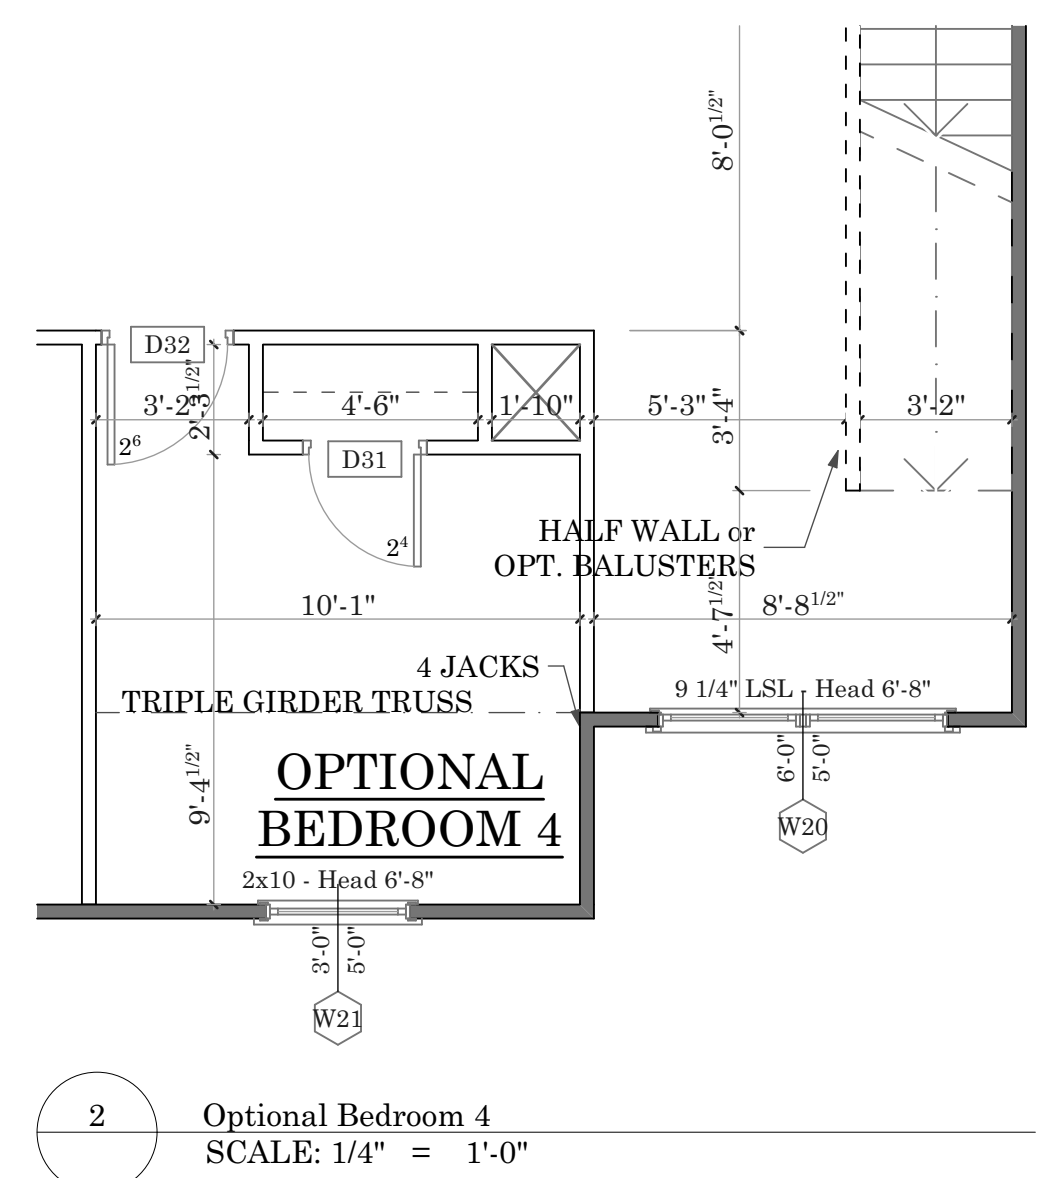 8'-0 1/2"
D32
3'-2"
2'-3 1/2"
4'-6"
1'-10"
5'-3"
3'-4"
3'-2"
2⁶
D31
2⁴
HALF WALL or
OPT. BALUSTERS
10'-1"
4'-7 1/2"
8'-8 1/2"
4 JACKS
TRIPLE GIRDER TRUSS
9 1/4" LSL - Head 6'-8"
6'-0"
5'-0"
W20
9'-4 1/2"
OPTIONAL
BEDROOM 4
2x10 - Head 6'-8"
3'-0"
5'-0"
W21
2
Optional Bedroom 4
SCALE: 1/4" = 1'-0"